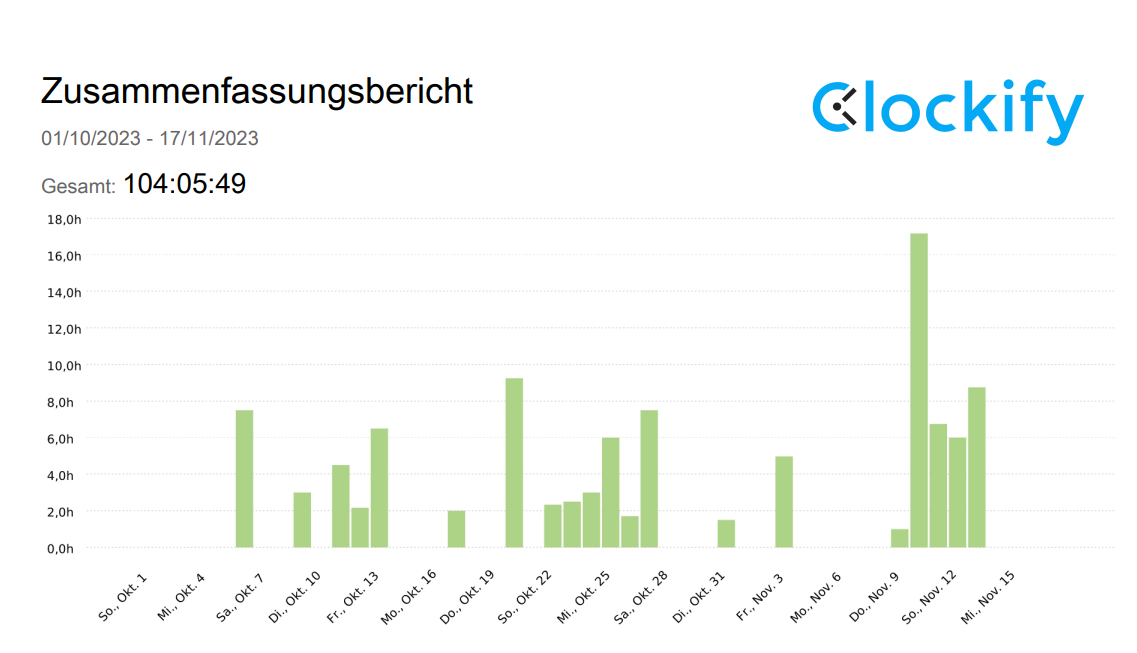 Zusammenfassungsbericht
Clockify
01/10/2023 - 17/11/2023
Gesamt: 104:05:49
18,0h
16,0h
14,0h
12,0h
10,0h
8,0h
6,0h
4,0h
2,0h
0,0h
So., Okt. 1
Mi., Okt. 4
Sa., Okt. 7
Di., Okt. 10
Fr., Okt. 13
Mo., Okt. 16
Do., Okt. 19
So., Okt. 22
Mi., Okt. 25
Sa., Okt. 28
Di., Okt. 31
Fr., Nov. 3
Mo., Nov. 6
Do., Nov. 9
So., Nov. 12
Mi., Nov. 15